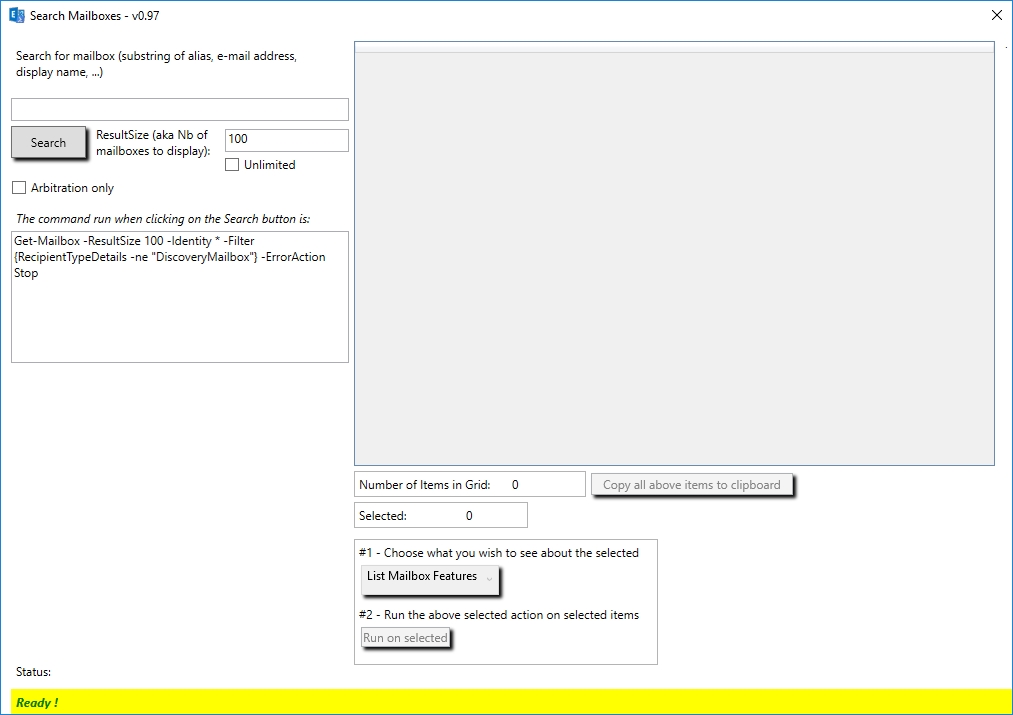 Search Mailboxes - v0.97
Search for mailbox (substring of alias, e-mail address,
display name, ...)
Search
ResultSize (aka Nb of
mailboxes to display):
100
Unlimited
Arbitration only
The command run when clicking on the Search button is:
Get-Mailbox -ResultSize 100 -Identity * -Filter
{RecipientTypeDetails -ne "DiscoveryMailbox"} -ErrorAction
Stop
Number of Items in Grid: 0
Copy all above items to clipboard
Selected: 0
#1 - Choose what you wish to see about the selected
List Mailbox Features
#2 - Run the above selected action on selected items
Run on selected
Status:
Ready !